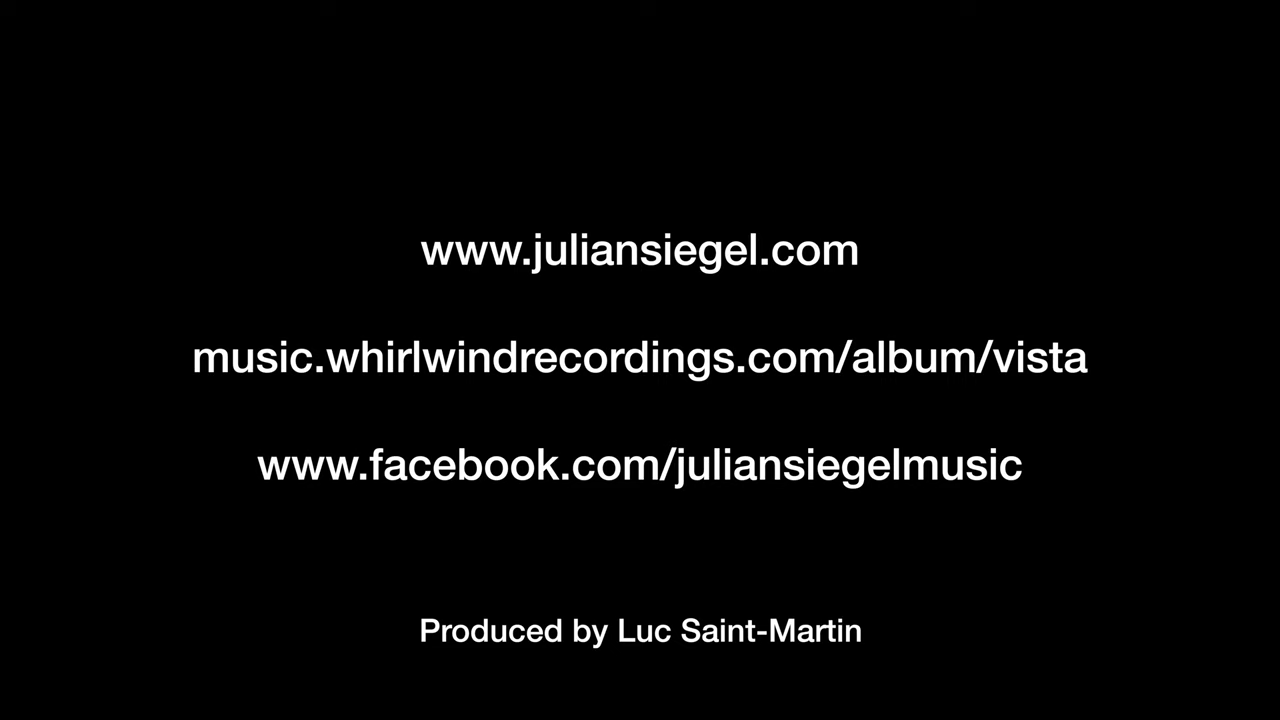 www.juliansiegel.com
music.whirlwindrecordings.com/album/vista
www.facebook.com/juliansiegelmusic
Produced by Luc Saint-Martin